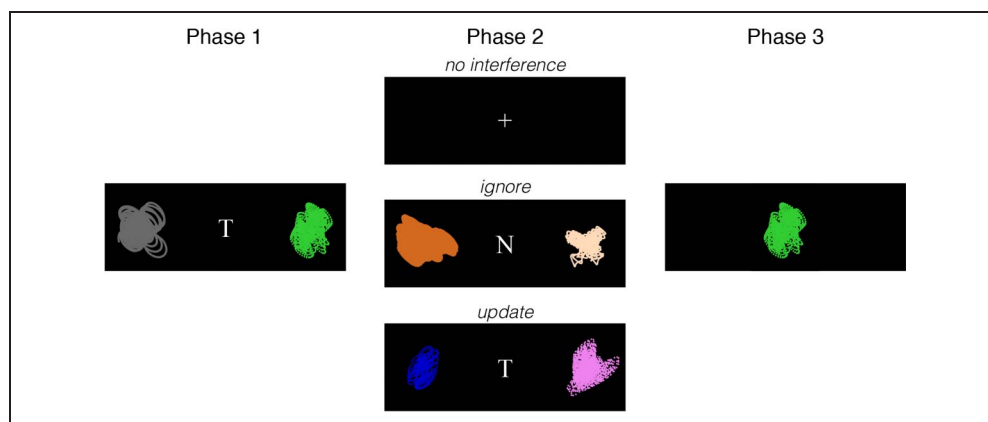 Phase 1 Phase 2 Phase 3
no interference
+
ignore
T
N
update
T